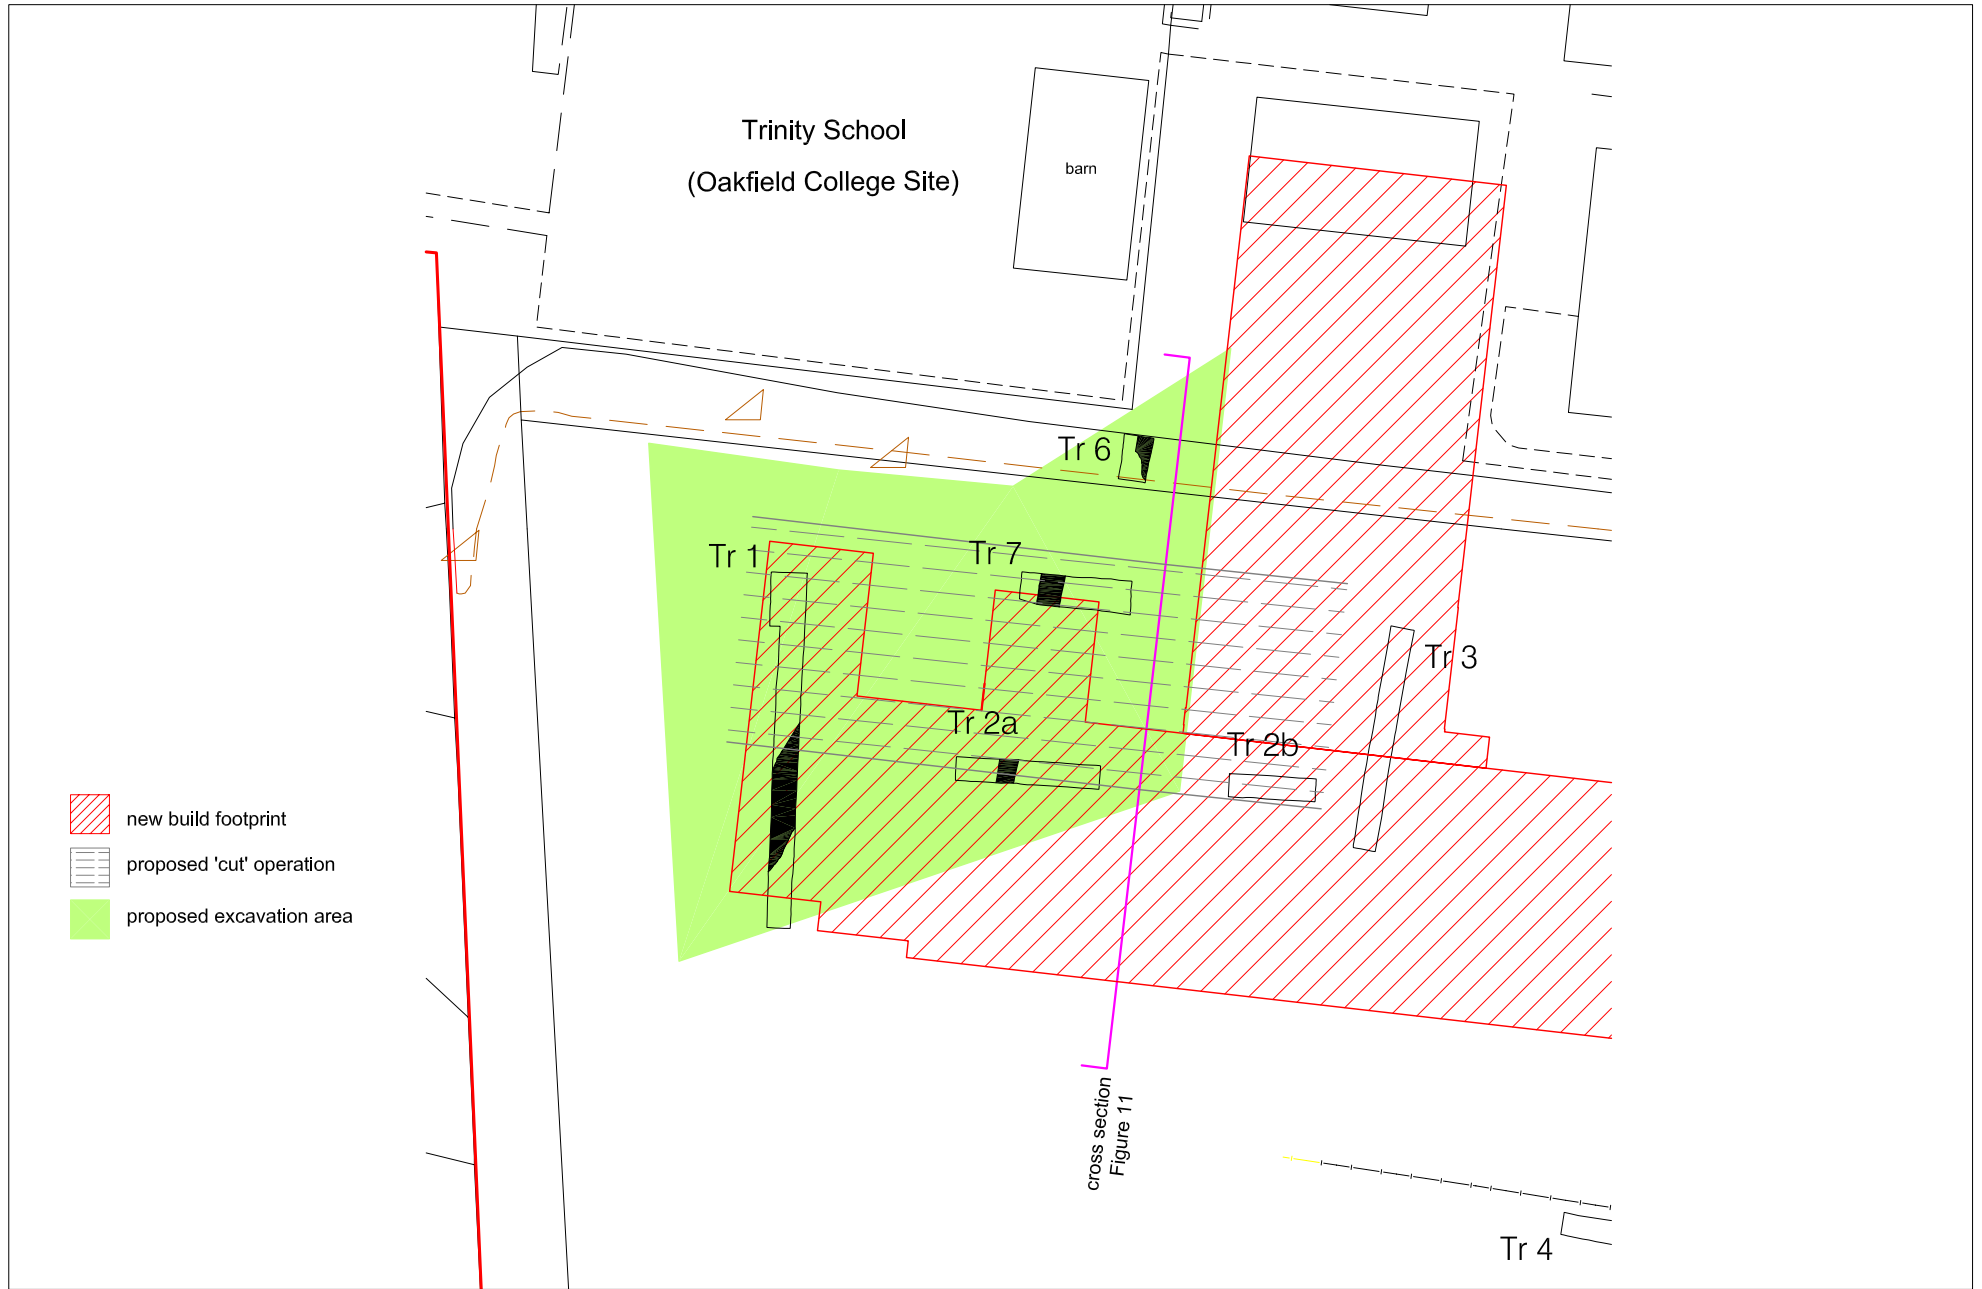 Trinity School
(Oakfield College Site)
barn
Tr 6
Tr 1
Tr 7
Tr 3
Tr 2a
Tr 2b
new build footprint
proposed 'cut' operation
proposed excavation area
cross section
Figure 11
Tr 4